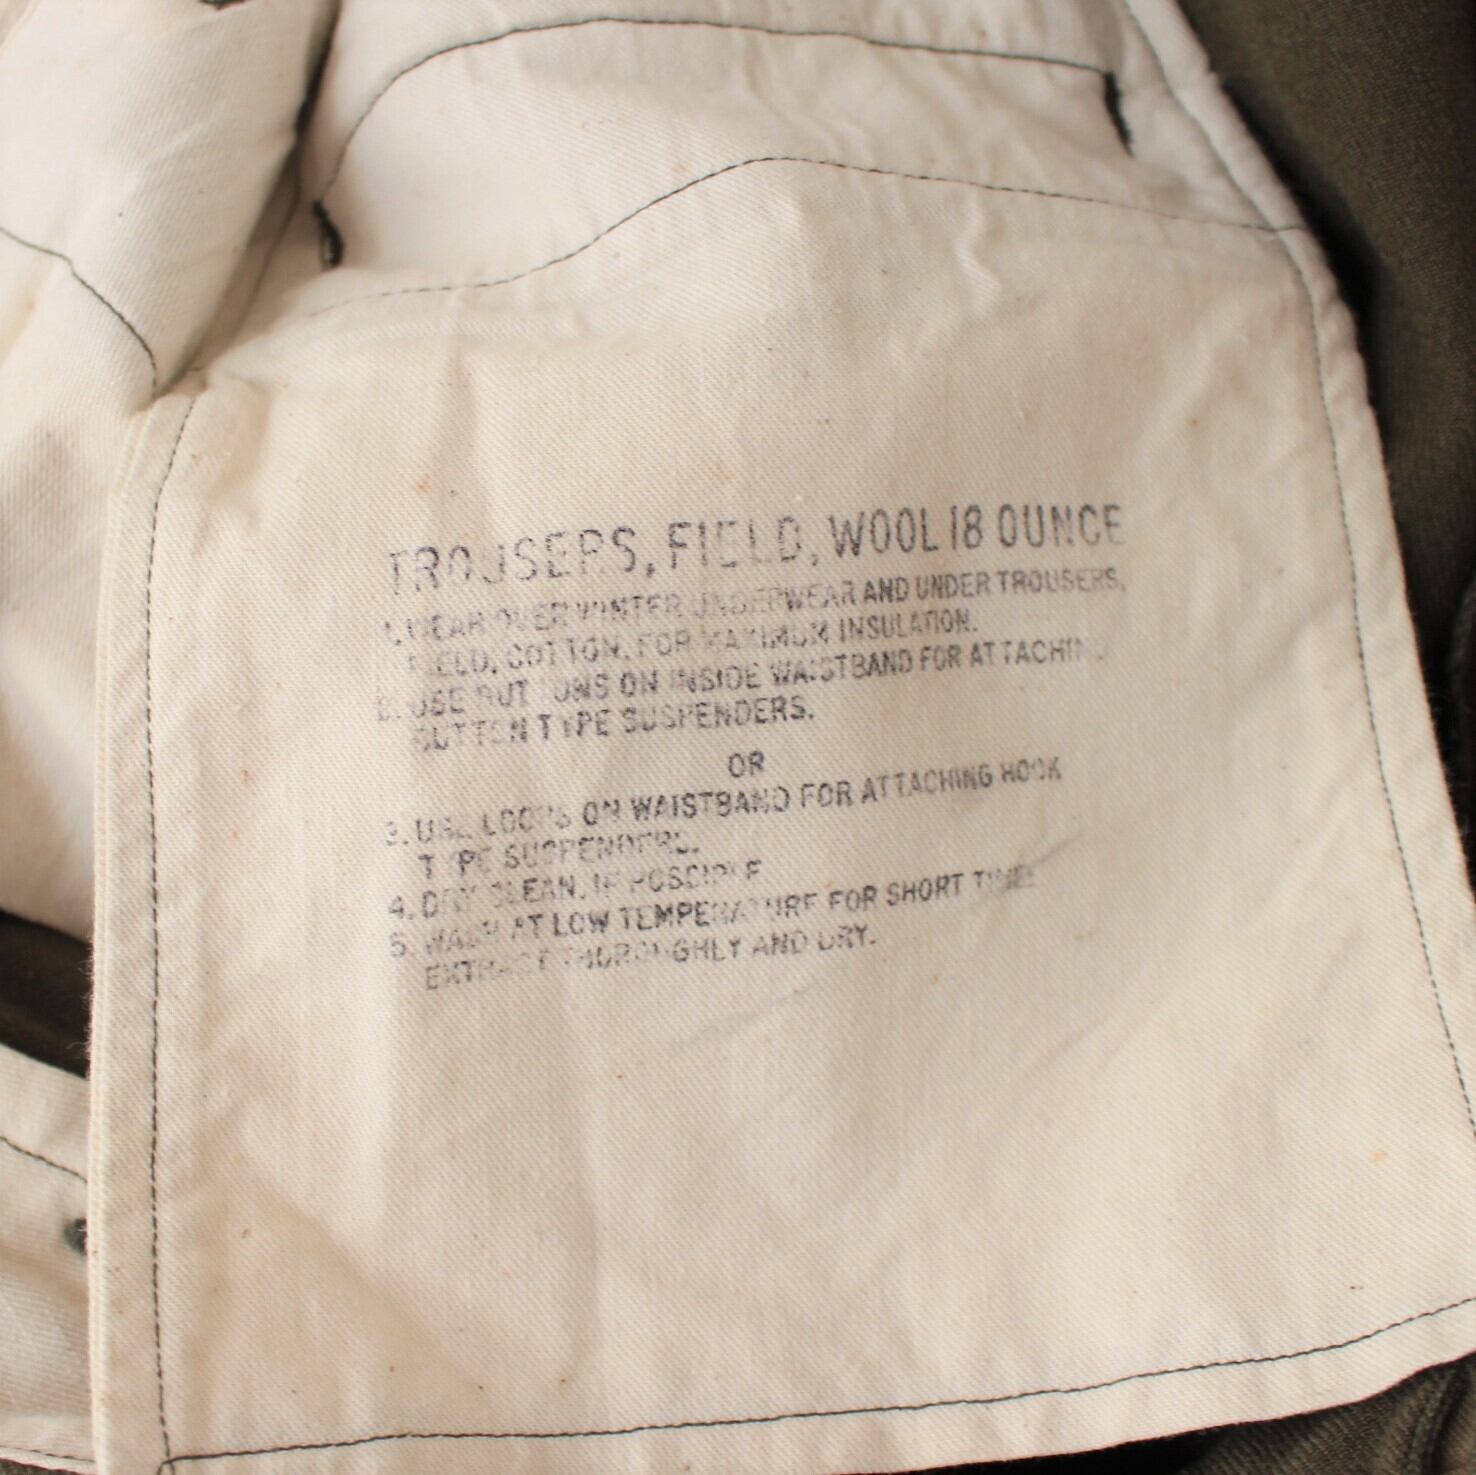 TROUSERS, FIELD, WOOL 18 OUNCE
1. WEAR OVER WINTER UNDERWEAR AND UNDER TROUSERS,
FIELD, COTTON, FOR MAXIMUM INSULATION.
2. USE BUTTONS ON INSIDE WAISTBAND FOR ATTACHING
BUTTON TYPE SUSPENDERS.
OR
3. USE LOOPS ON WAISTBAND FOR ATTACHING HOOK
TYPE SUSPENDERS.
4. DRY CLEAN, IF POSSIBLE
5. WASH AT LOW TEMPERATURE FOR SHORT TIME
EXTRACT THOROUGHLY AND DRY.